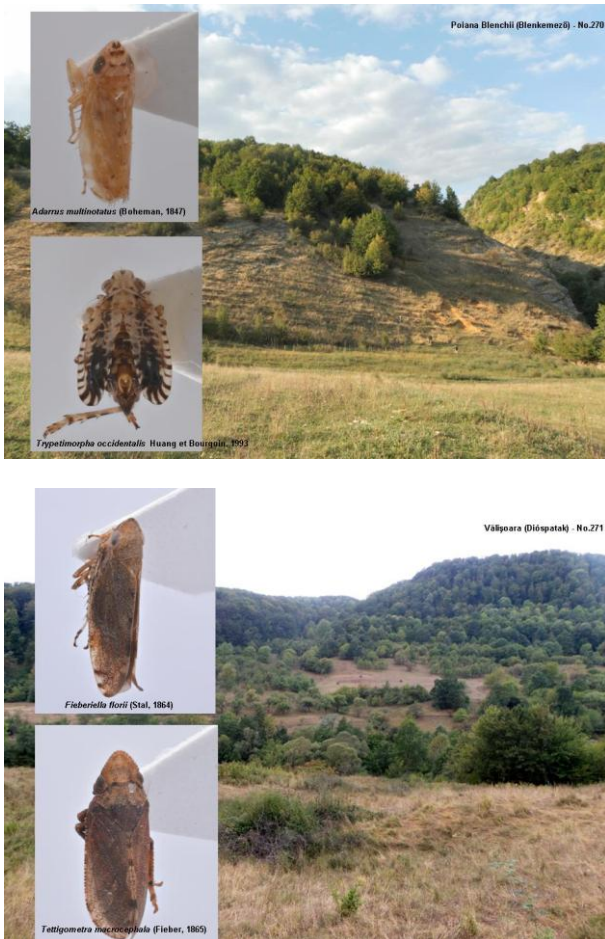 Poiana Blenchii (Blenkemező) - No.270
Adarrus multinotatus (Boheman, 1847)
Trypetimorpha occidentalis Huang et Bourgoin, 1993
Vălişoara (Dióspatak) - No.271
Fieberiella florii (Stal, 1864)
Tettigometra macrocephala (Fieber, 1865)